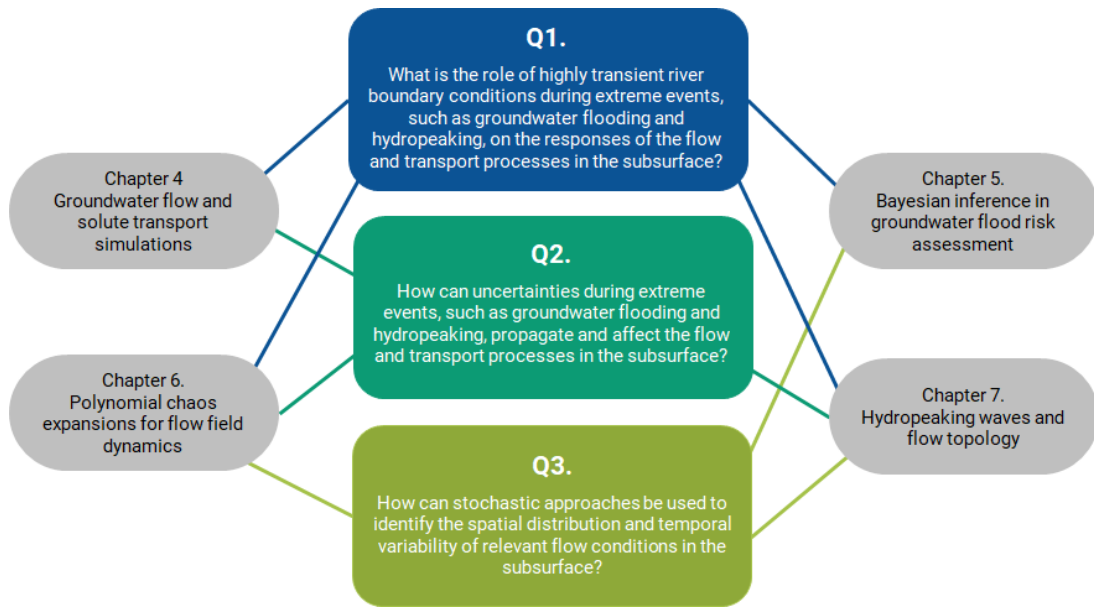 Q1.
What is the role of highly transient river
boundary conditions during extreme events,
such as groundwater flooding and
hydropeaking, on the responses of the flow
and transport processes in the subsurface?
Chapter 4
Groundwater flow and
solute transport
simulations
Chapter 5.
Bayesian inference in
groundwater flood risk
assessment
Q2.
How can uncertainties during extreme
events, such as groundwater flooding and
hydropeaking, propagate and affect the flow
and transport processes in the subsurface?
Chapter 6.
Polynomial chaos
expansions for flow field
dynamics
Chapter 7.
Hydropeaking waves and
flow topology
Q3.
How can stochastic approaches be used to
identify the spatial distribution and temporal
variability of relevant flow conditions in the
subsurface?